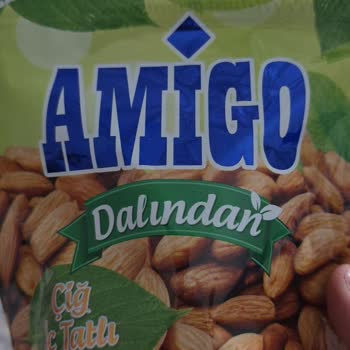 AMİGO
Dalından
Çiğ
İç Tatlı